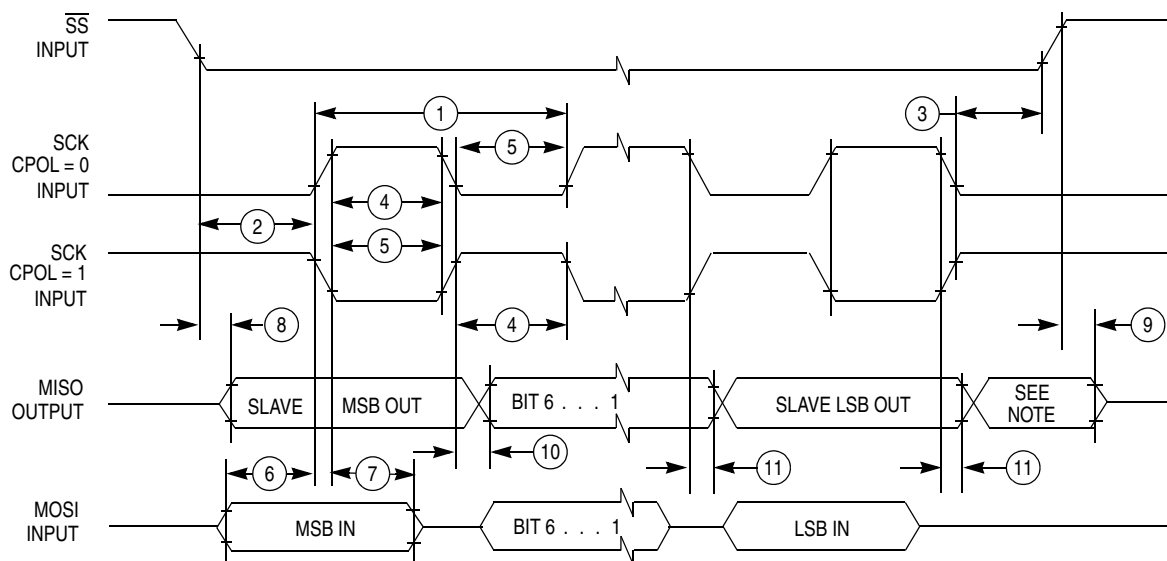 SS
INPUT
1
3
SCK
CPOL = 0
INPUT
5
4
2
SCK
CPOL = 1
INPUT
5
8
4
9
MISO
OUTPUT
SLAVE MSB OUT
BIT 6 . . . 1
SLAVE LSB OUT
SEE
NOTE
10
11
11
6
7
MOSI
INPUT
MSB IN
BIT 6 . . . 1
LSB IN